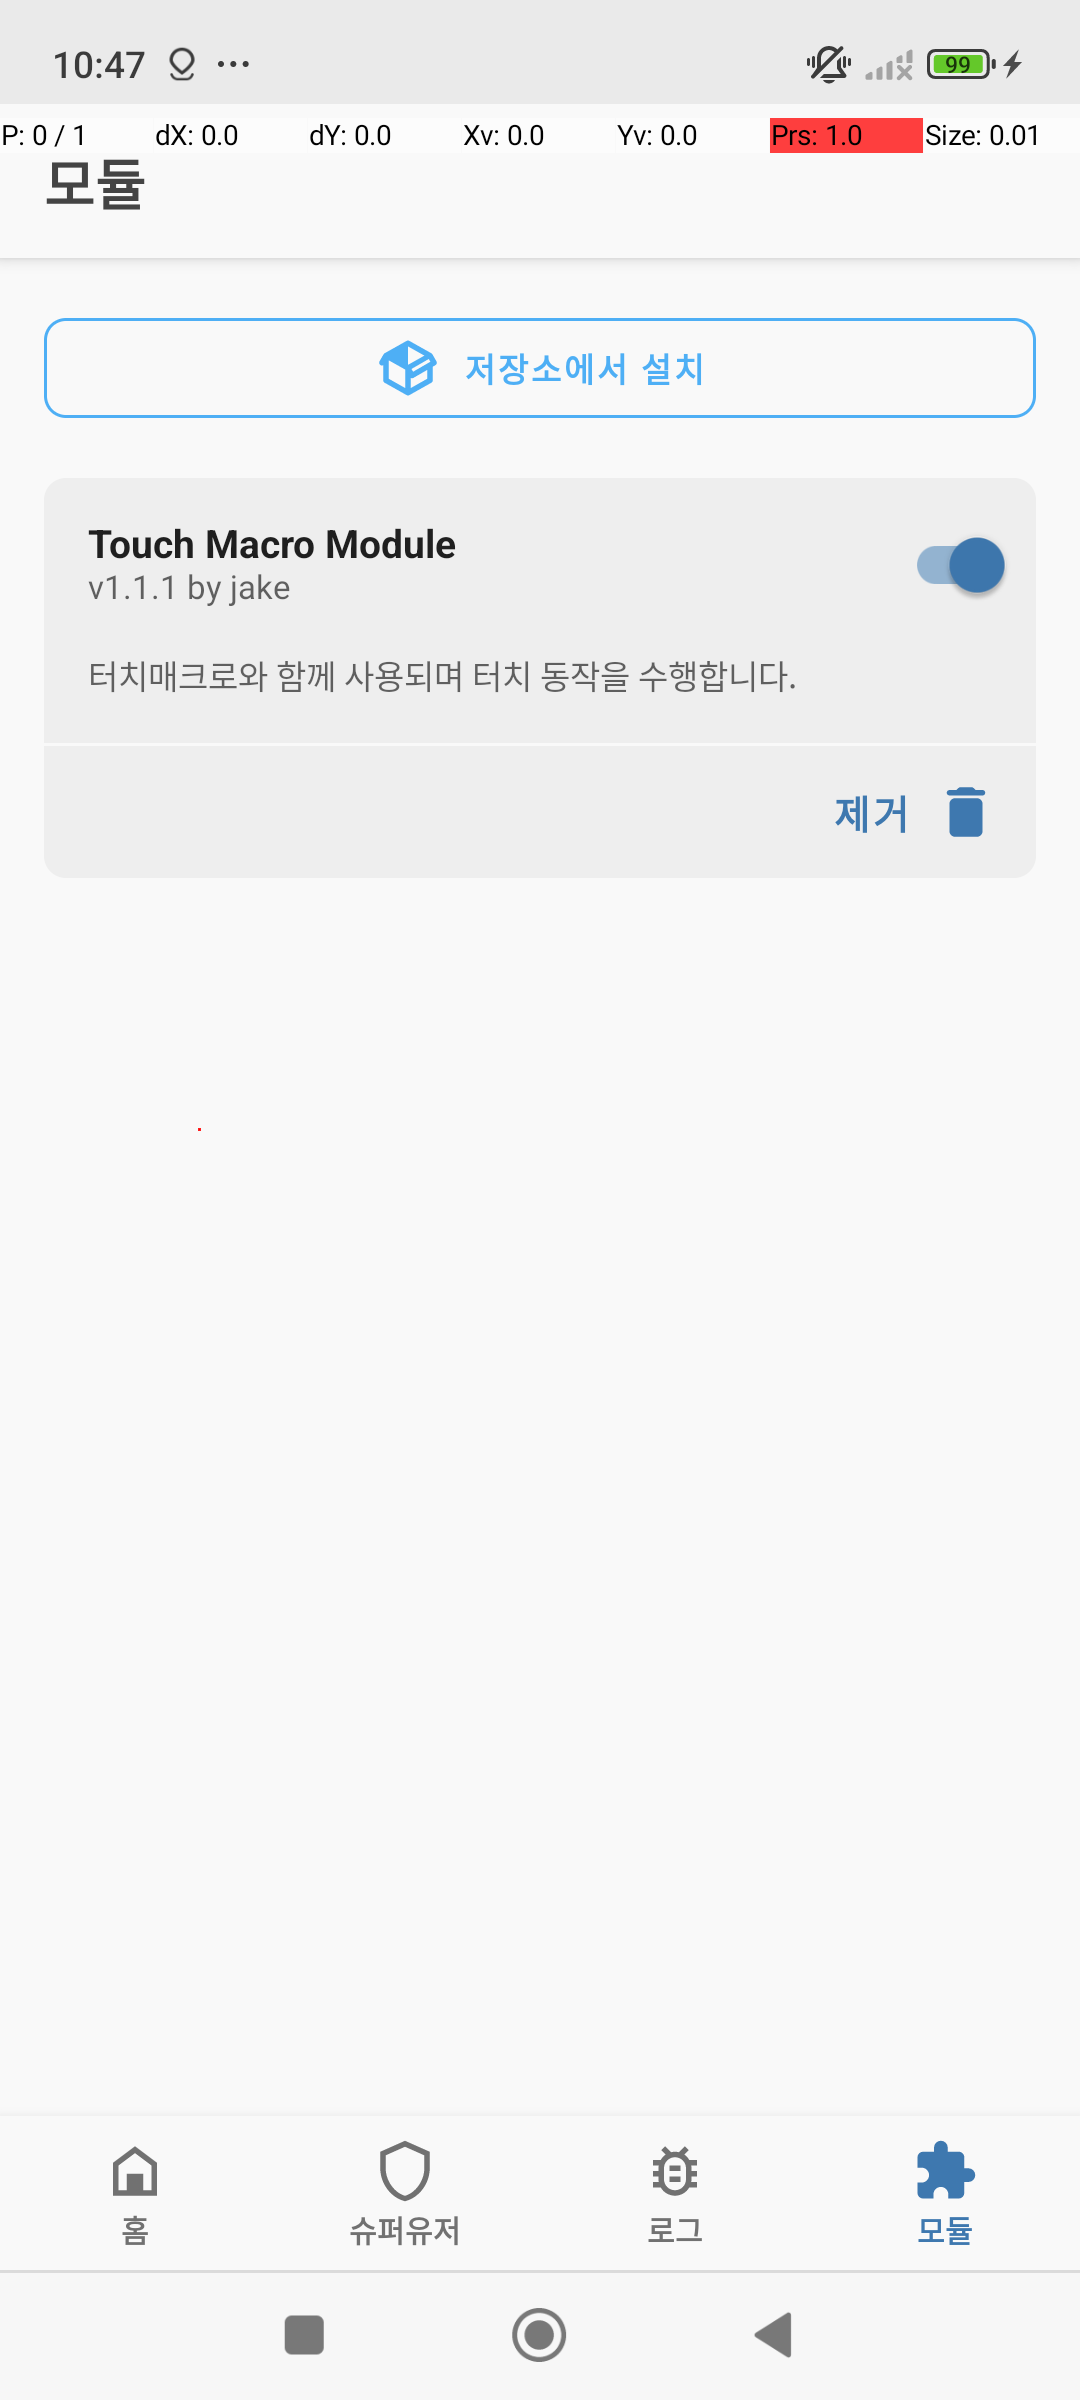 10:47
99
P: 0 / 1 dX: 0.0 dY: 0.0 Xv: 0.0 Yv: 0.0 Prs: 1.0 Size: 0.01
모듈
저장소에서 설치
Touch Macro Module
v1.1.1 by jake
터치매크로와 함께 사용되며 터치 동작을 수행합니다.
제거
홈 슈퍼유저 로그 모듈